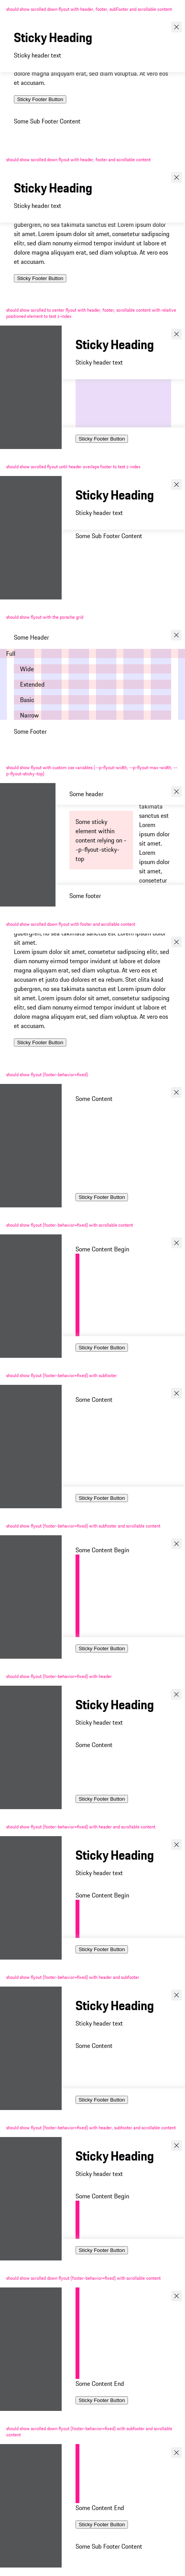 should show scrolled down flyout with header, footer, subFooter and scrollable content
Sticky Heading
Sticky header text
dolore magna aliquyam erat, sed diam voluptua. At vero eos et accusam.
Sticky Footer Button
Some Sub Footer Content
should show scrolled down flyout with header, footer and scrollable content
Sticky Heading
Sticky header text
gubergren, no sea takimata sanctus est Lorem ipsum dolor
sit amet. Lorem ipsum dolor sit amet, consetetur sadipscing
elitr, sed diam nonumy eirmod tempor invidunt ut labore et
dolore magna aliquyam erat, sed diam voluptua. At vero eos
et accusam.
Sticky Footer Button
should show scrolled to center flyout with header, footer, scrollable content with relative
positioned element to test z-index
Sticky Heading
Sticky header text
Sticky Footer Button
should show scrolled flyout until header overlaps footer to test z-index
Sticky Heading
Sticky header text
Some Sub Footer Content
should show flyout with the porsche grid
Some Header
Full
Wide
Extended
Basic
Narrow
Some Footer
should show flyout with custom css variables (--p-flyout-width, --p-flyout-max-width, --
p-flyout-sticky-top)
Some header
Some sticky
element within
content relying on -
-p-flyout-sticky-
top
takimata
sanctus est
Lorem
ipsum dolor
sit amet.
Lorem
ipsum dolor
sit amet,
consetetur
Some footer
should show scrolled down flyout with footer and scrollable content
gubergren, no sea takimata sanctus est Lorem ipsum dolor
sit amet.
Lorem ipsum dolor sit amet, consetetur sadipscing elitr, sed
diam nonumy eirmod tempor invidunt ut labore et dolore
magna aliquyam erat, sed diam voluptua. At vero eos et
accusam et justo duo dolores et ea rebum. Stet clita kasd
gubergren, no sea takimata sanctus est Lorem ipsum dolor
sit amet. Lorem ipsum dolor sit amet, consetetur sadipscing
elitr, sed diam nonumy eirmod tempor invidunt ut labore et
dolore magna aliquyam erat, sed diam voluptua. At vero eos
et accusam.
Sticky Footer Button
should show flyout (footer-behavior=fixed)
Some Content
Sticky Footer Button
should show flyout (footer-behavior=fixed) with scrollable content
Some Content Begin
Sticky Footer Button
should show flyout (footer-behavior=fixed) with subfooter
Some Content
Sticky Footer Button
should show flyout (footer-behavior=fixed) with subfooter and scrollable content
Some Content Begin
Sticky Footer Button
should show flyout (footer-behavior=fixed) with header
Sticky Heading
Sticky header text
Some Content
Sticky Footer Button
should show flyout (footer-behavior=fixed) with header and scrollable content
Sticky Heading
Sticky header text
Some Content Begin
Sticky Footer Button
should show flyout (footer-behavior=fixed) with header and subfooter
Sticky Heading
Sticky header text
Some Content
Sticky Footer Button
should show flyout (footer-behavior=fixed) with header, subfooter and scrollable content
Sticky Heading
Sticky header text
Some Content Begin
Sticky Footer Button
should show scrolled down flyout (footer-behavior=fixed) with scrollable content
Some Content End
Sticky Footer Button
should show scrolled down flyout (footer-behavior=fixed) with subfooter and scrollable
content
Some Content End
Sticky Footer Button
Some Sub Footer Content